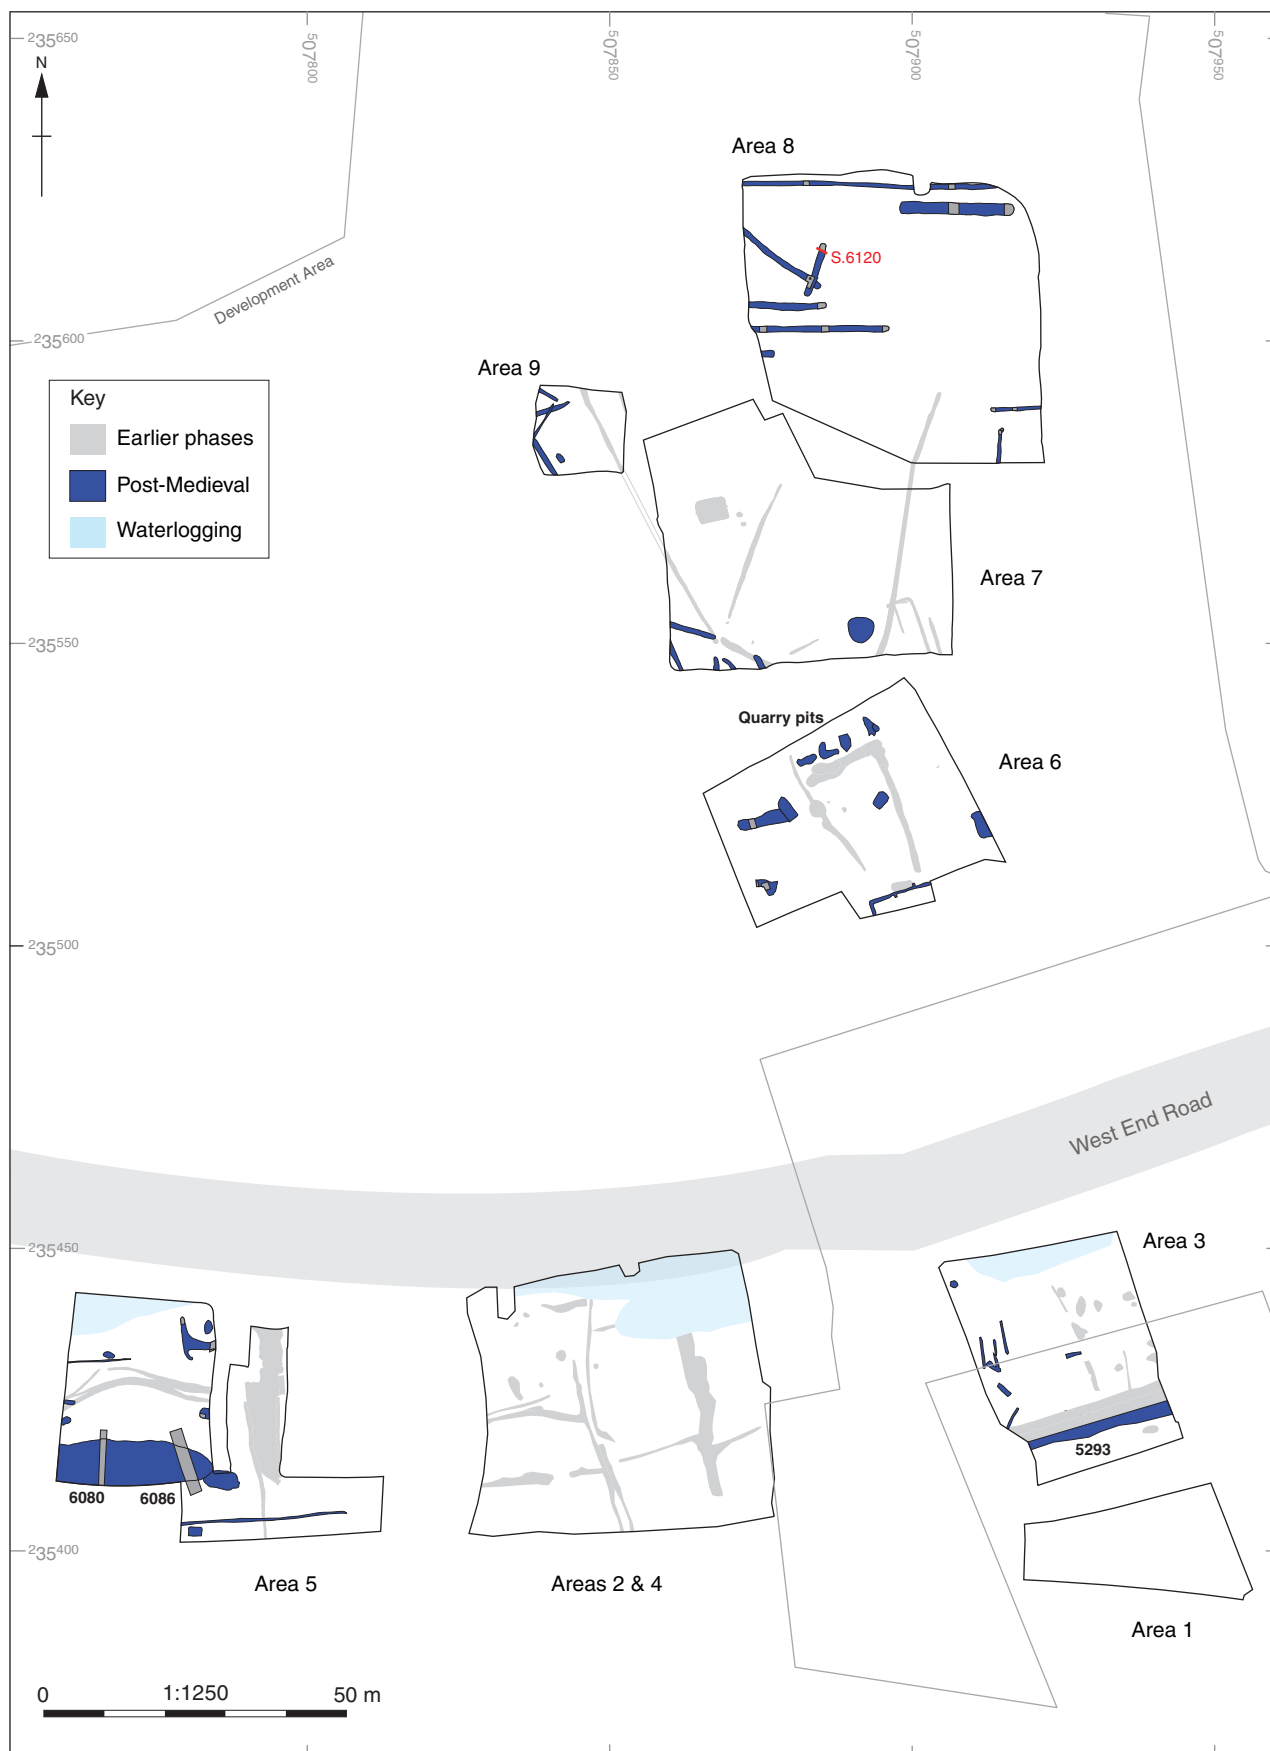 235650
N
507800
507850
507900
507950
Area 8
S.6120
Development Area
235600
Area 9
Key
Earlier phases
Post-Medieval
Waterlogging
Area 7
235550
Quarry pits
Area 6
235500
West End Road
235450
Area 3
5293
6080
6086
235400
Area 5
Areas 2 & 4
Area 1
0
1:1250
50 m